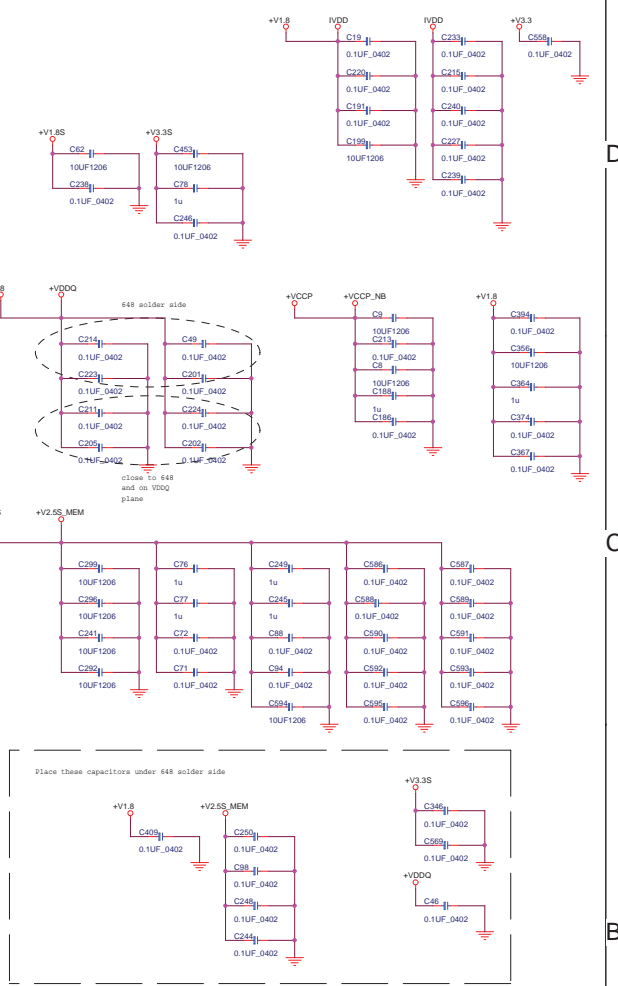 +V1.8 IVDD IVDD +V3.3
C19 C233 C558
0.1UF_0402 0.1UF_0402 0.1UF_0402
C220 C215
0.1UF_0402 0.1UF_0402
C191 C240
0.1UF_0402 0.1UF_0402
+V1.8S +V3.3S
C199 C227
10UF1206 0.1UF_0402
C62 C453
10UF1206 10UF1206
D
C239
0.1UF_0402
C238 C78
0.1UF_0402 1u
C246
0.1UF_0402
8 +VDDQ +VCCP +VCCP_NB +V1.8
648 solder side
C9 C394
10UF1206 0.1UF_0402
C214 C49 C213 C356
0.1UF_0402 0.1UF_0402 0.1UF_0402 10UF1206
C8
10UF1206
C223 C201 C364
0.1UF_0402 0.1UF_0402 1u
C188
1u
C211 C224 C186 C374
0.1UF_0402 0.1UF_0402 0.1UF_0402 0.1UF_0402
C205 C202 C367
0.1UF_0402 0.1UF_0402 0.1UF_0402
close to 648
and on VDDQ
plane
+V2.5S_MEM
C
C299 C76 C249 C586 C587
10UF1206 1u 1u 0.1UF_0402 0.1UF_0402
C296 C77 C245 C588 C589
10UF1206 1u 1u 0.1UF_0402 0.1UF_0402
C241 C72 C88 C590 C591
10UF1206 0.1UF_0402 0.1UF_0402 0.1UF_0402 0.1UF_0402
C292 C71 C94 C592 C593
10UF1206 0.1UF_0402 0.1UF_0402 0.1UF_0402 0.1UF_0402
C594 C595 C596
10UF1206 0.1UF_0402 0.1UF_0402
Place these capacitors under 648 solder side
+V3.3S
+V1.8 +V2.5S_MEM
C346
0.1UF_0402
C409 C250
0.1UF_0402 0.1UF_0402
C569
0.1UF_0402
C98
0.1UF_0402
+VDDQ
C248 C46
0.1UF_0402 0.1UF_0402
B
C244
0.1UF_0402